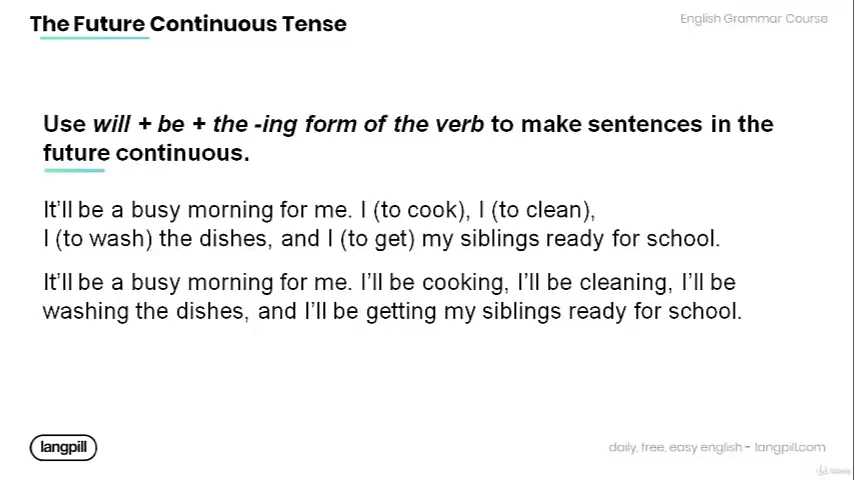 The Future Continuous Tense
English Grammar Course
Use will + be + the -ing form of the verb to make sentences in the
future continuous.
It'll be a busy morning for me. I (to cook), I (to clean),
I (to wash) the dishes, and I (to get) my siblings ready for school.
It'll be a busy morning for me. I'll be cooking, I'll be cleaning, I'll be
washing the dishes, and I'll be getting my siblings ready for school.
langpill
daily, free, easy english - langpill.com